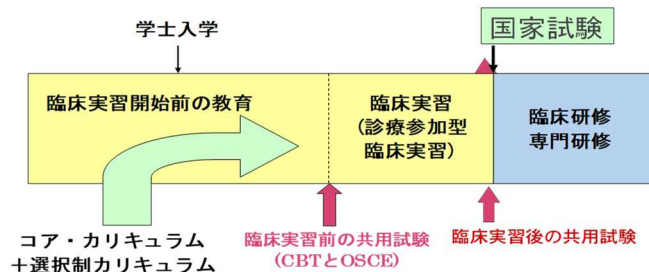 学士入学
国家試験
臨床実習開始前の教育
臨床実習
(診療参加型
臨床実習)
臨床研修
専門研修
コア・カリキュラム
+選択制カリキュラム
臨床実習前の共用試験
(CBTとOSCE)
臨床実習後の共用試験